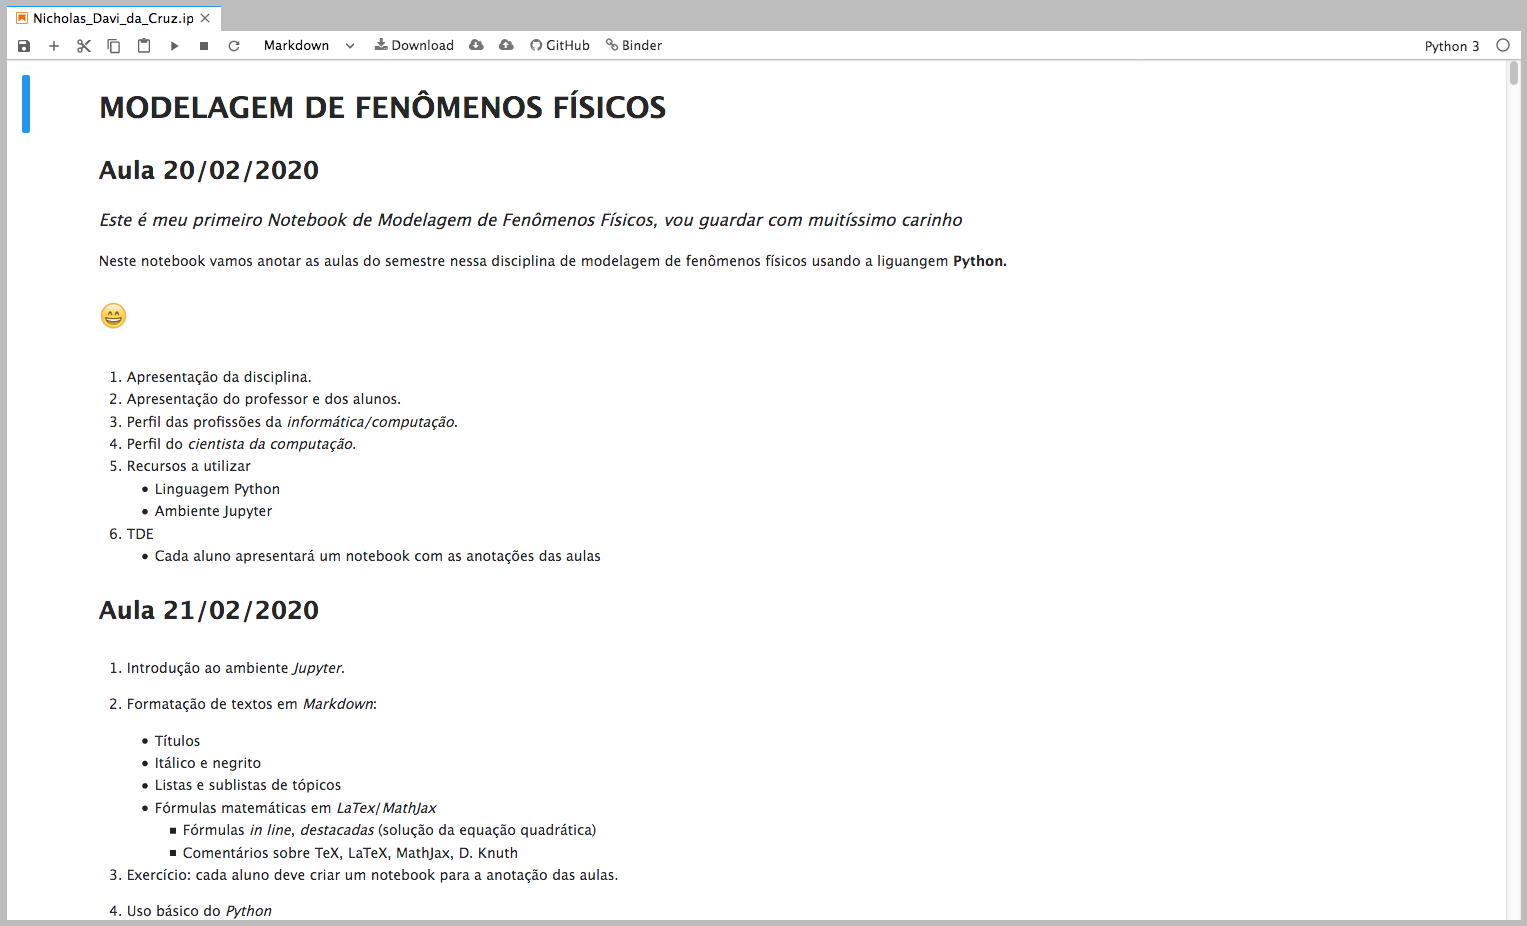 Nicholas_Davi_da_Cruz.ip
Markdown Download GitHub Binder Python 3
MODELAGEM DE FENÔMENOS FÍSICOS
Aula 20/02/2020
Este é meu primeiro Notebook de Modelagem de Fenômenos Físicos, vou guardar com muitíssimo carinho
Neste notebook vamos anotar as aulas do semestre nessa disciplina de modelagem de fenômenos físicos usando a liguangem Python.
1. Apresentação da disciplina.
2. Apresentação do professor e dos alunos.
3. Perfil das profissões da informática/computação.
4. Perfil do cientista da computação.
5. Recursos a utilizar
• Linguagem Python
• Ambiente Jupyter
6. TDE
• Cada aluno apresentará um notebook com as anotações das aulas
Aula 21/02/2020
1. Introdução ao ambiente Jupyter.
2. Formatação de textos em Markdown:
• Títulos
• Itálico e negrito
• Listas e sublistas de tópicos
• Fórmulas matemáticas em LaTex/MathJax
▪ Fórmulas in line, destacadas (solução da equação quadrática)
▪ Comentários sobre TeX, LaTeX, MathJax, D. Knuth
3. Exercício: cada aluno deve criar um notebook para a anotação das aulas.
4. Uso básico do Python